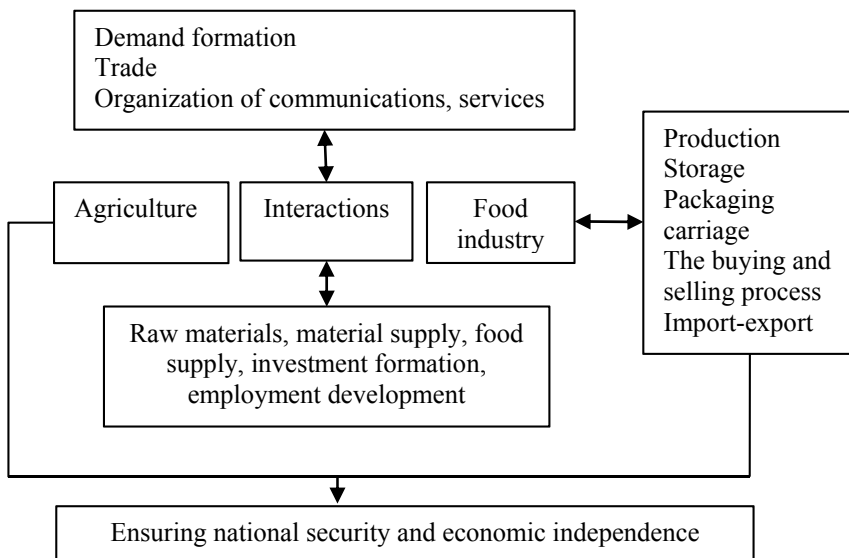 Demand formation
Trade
Organization of communications, services
Agriculture
Interactions
Food
industry
Production
Storage
Packaging
carriage
The buying and
selling process
Import-export
Raw materials, material supply, food
supply, investment formation,
employment development
Ensuring national security and economic independence